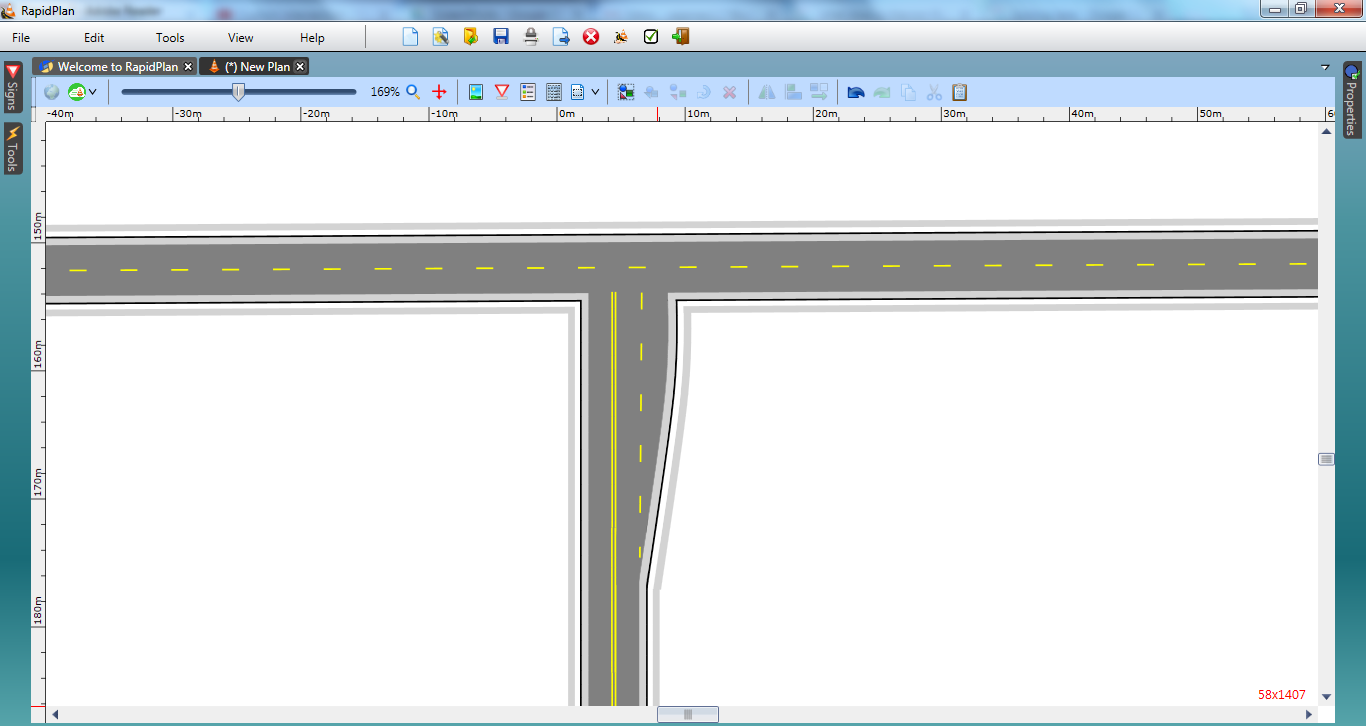 RapidPlan
File Edit Tools View Help
Welcome to RapidPlan (*) New Plan
Signs
Tools
Properties
169%
-40m -30m -20m -10m 0m 10m 20m 30m 40m 50m 6
150m
160m
170m
180m
58x1407